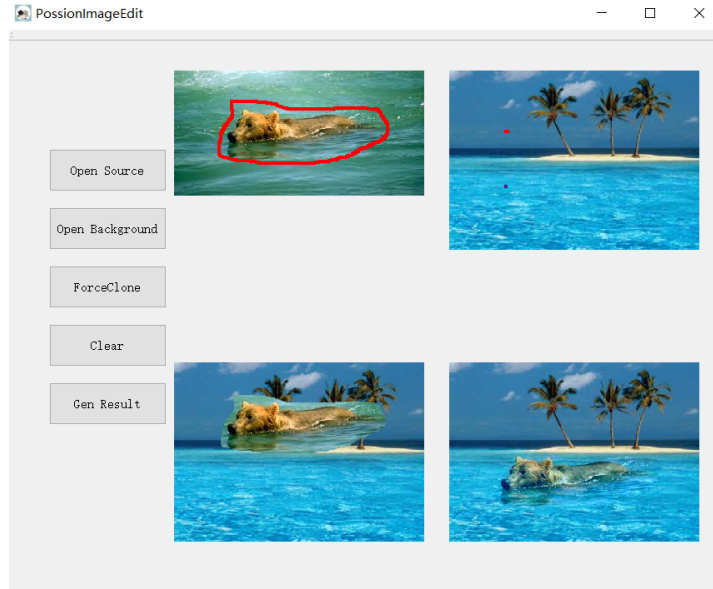 PossionImageEdit
Open Source
Open Background
ForceClone
Clear
Gen Result